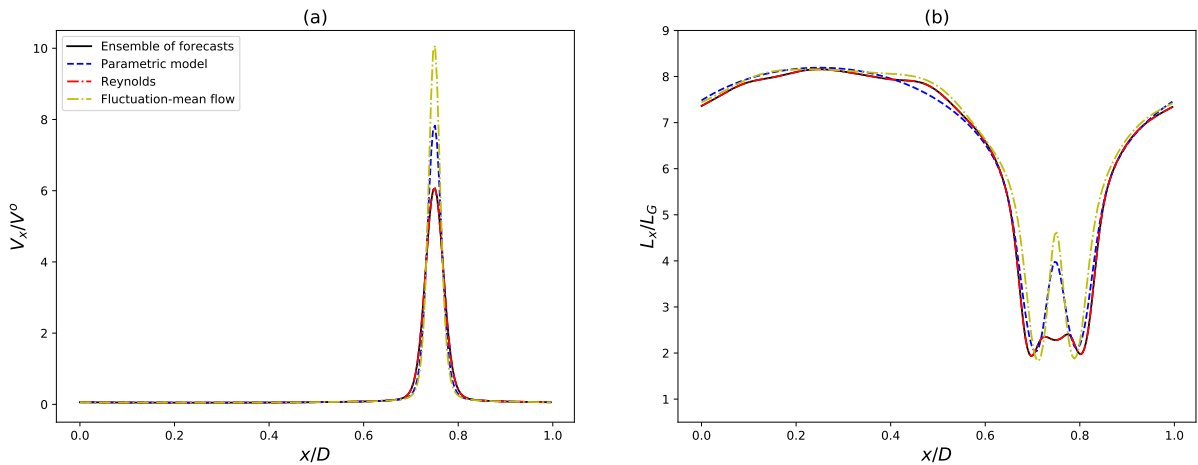 (a)
Ensemble of forecasts
Parametric model
Reynolds
Fluctuation-mean flow
10
8
6
4
2
0
V_x/V^o
0.0 0.2 0.4 0.6 0.8 1.0
x/D
(b)
9
8
7
6
5
4
3
2
1
L_x/L_G
0.0 0.2 0.4 0.6 0.8 1.0
x/D